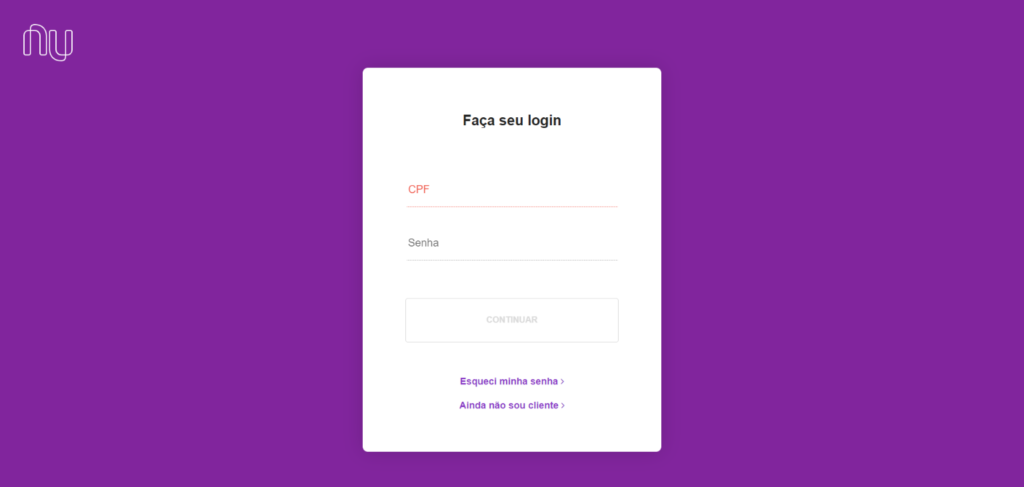 nu
Faça seu login
CPF
Senha
CONTINUAR
Esqueci minha senha >
Ainda não sou cliente >